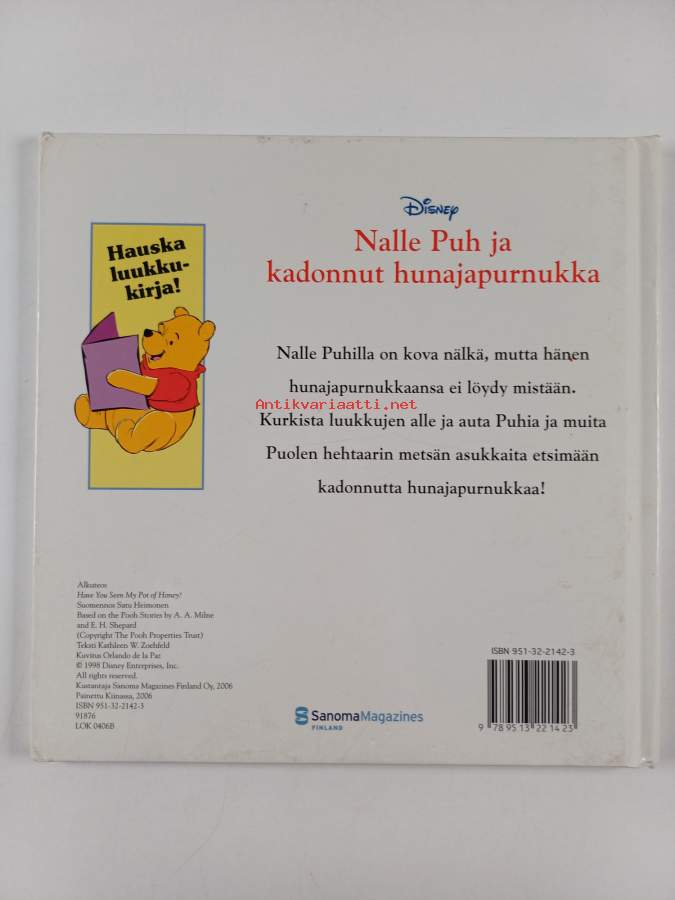 Hauska
luukku-
kirja!
Disney
Nalle Puh ja
kadonnut hunajapurnukka
Nalle Puhilla on kova nälkä, mutta hänen
hunajapurnukkaansa ei löydy mistään.
Antikvariaatti.net
Kurkista luukkujen alle ja auta Puhia ja muita
Puolen hehtaarin metsän asukkaita etsimään
kadonnutta hunajapurnukkaa!
Alkuteos
Have You Seen My Pot of Honey?
Suomennos Satu Heimonen
Based on the Pooh Stories by A. A. Milne
and E. H. Shepard
(Copyright The Pooh Properties Trust)
Teksti Kathleen W. Zoehfeld
Kuvitus Orlando de la Paz
© 1998 Disney Enterprises, Inc.
All rights reserved.
Kustantaja Sanoma Magazines Finland Oy, 2006
Painettu Kiinassa, 2006
ISBN 951-32-2142-3
91876
LOK 0406B
SanomaMagazines
FINLAND
ISBN 951-32-2142-3
9 789513 221423